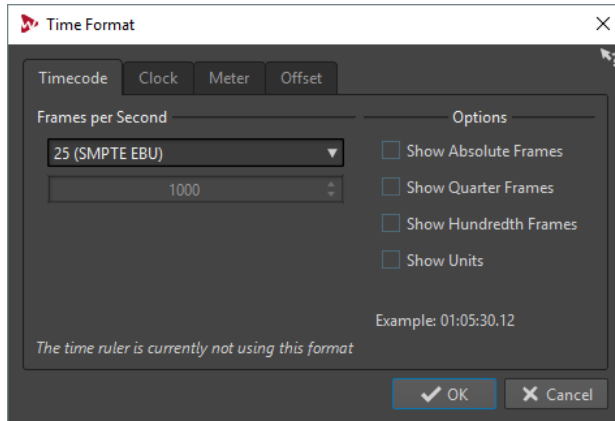 Time Format
Timecode Clock Meter Offset
Frames per Second
25 (SMPTE EBU)
1000
Options
Show Absolute Frames
Show Quarter Frames
Show Hundredth Frames
Show Units
Example: 01:05:30.12
The time ruler is currently not using this format
OK Cancel